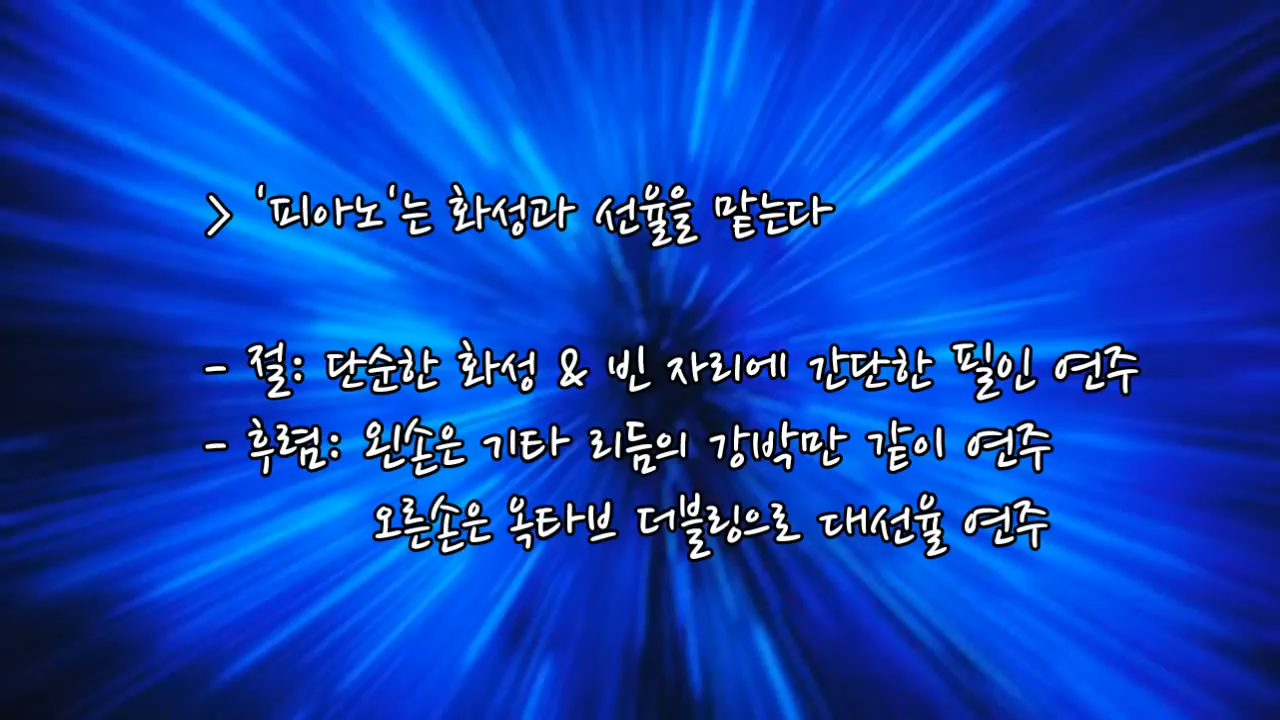 > '피아노'는 화성과 선율을 맡는다
- 절: 단순한 화성 & 빈 자리에 간단한 필인 연주
- 후렴: 왼손은 기타 리듬의 강박만 같이 연주
오른손은 옥타브 더블링으로 대선율 연주